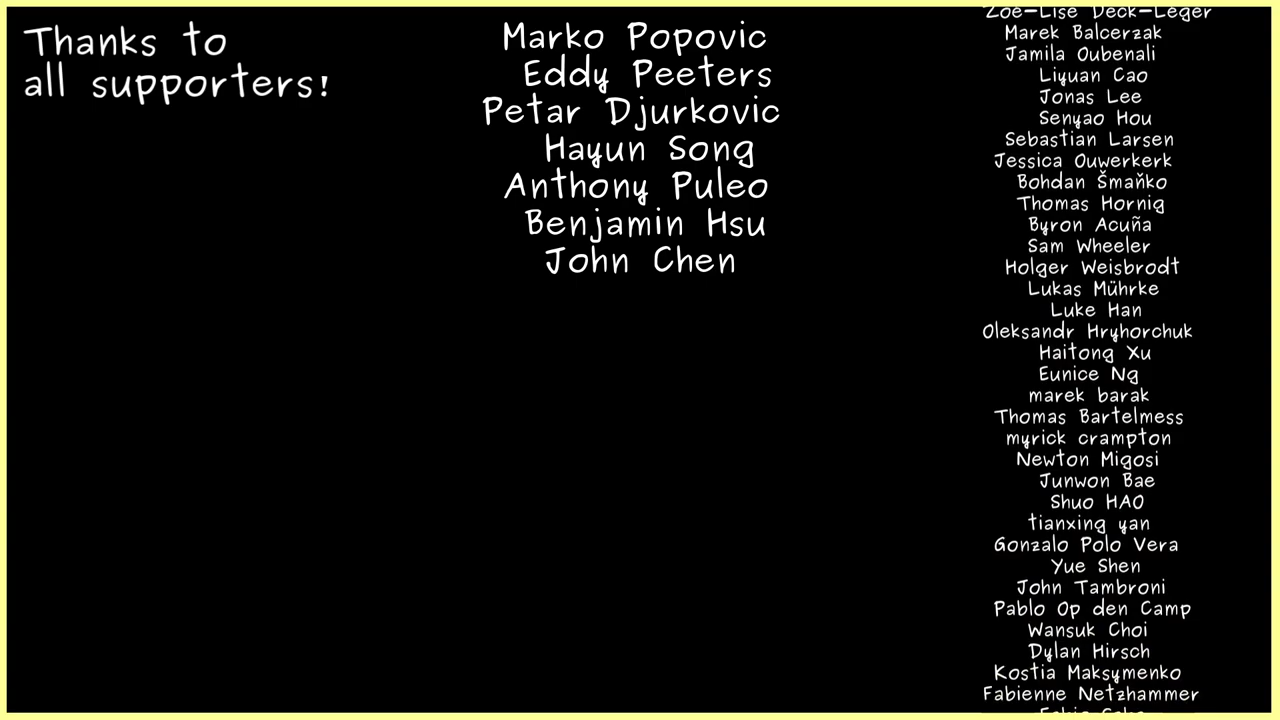 Thanks to
all supporters!
Marko Popovic
Eddy Peeters
Petar Djurkovic
Hayun Song
Anthony Puleo
Benjamin Hsu
John Chen
Zoe-Lise Deck-Leger
Marek Balcerzak
Jamila Oubenali
Liyuan Cao
Jonas Lee
Senyao Hou
Sebastian Larsen
Jessica Ouwerkerk
Bohdan Šmaňko
Thomas Hornig
Byron Acuña
Sam Wheeler
Holger Weisbrodt
Lukas Mührke
Luke Han
Oleksandr Hryhorchuk
Haitong Xu
Eunice Ng
marek barak
Thomas Bartelmess
myrick crampton
Newton Migosi
Junwon Bae
Shuo HAO
tianxing yan
Gonzalo Polo Vera
Yue Shen
John Tambroni
Pablo Op den Camp
Wansuk Choi
Dylan Hirsch
Kostia Maksymenko
Fabienne Netzhammer